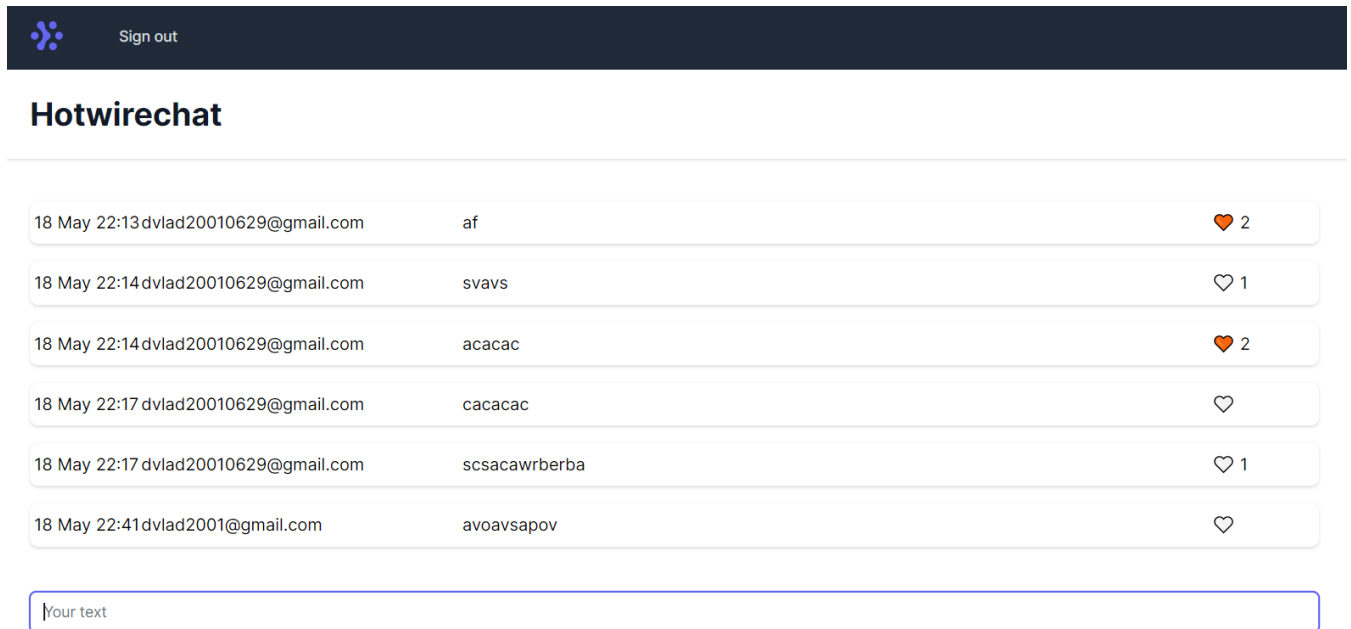 Sign out
Hotwirechat
18 May 22:13 dvlad20010629@gmail.com af 2
18 May 22:14 dvlad20010629@gmail.com svavs 1
18 May 22:14 dvlad20010629@gmail.com acacac 2
18 May 22:17 dvlad20010629@gmail.com cacacac
18 May 22:17 dvlad20010629@gmail.com scsacawrberba 1
18 May 22:41 dvlad2001@gmail.com avoavsapov
Your text